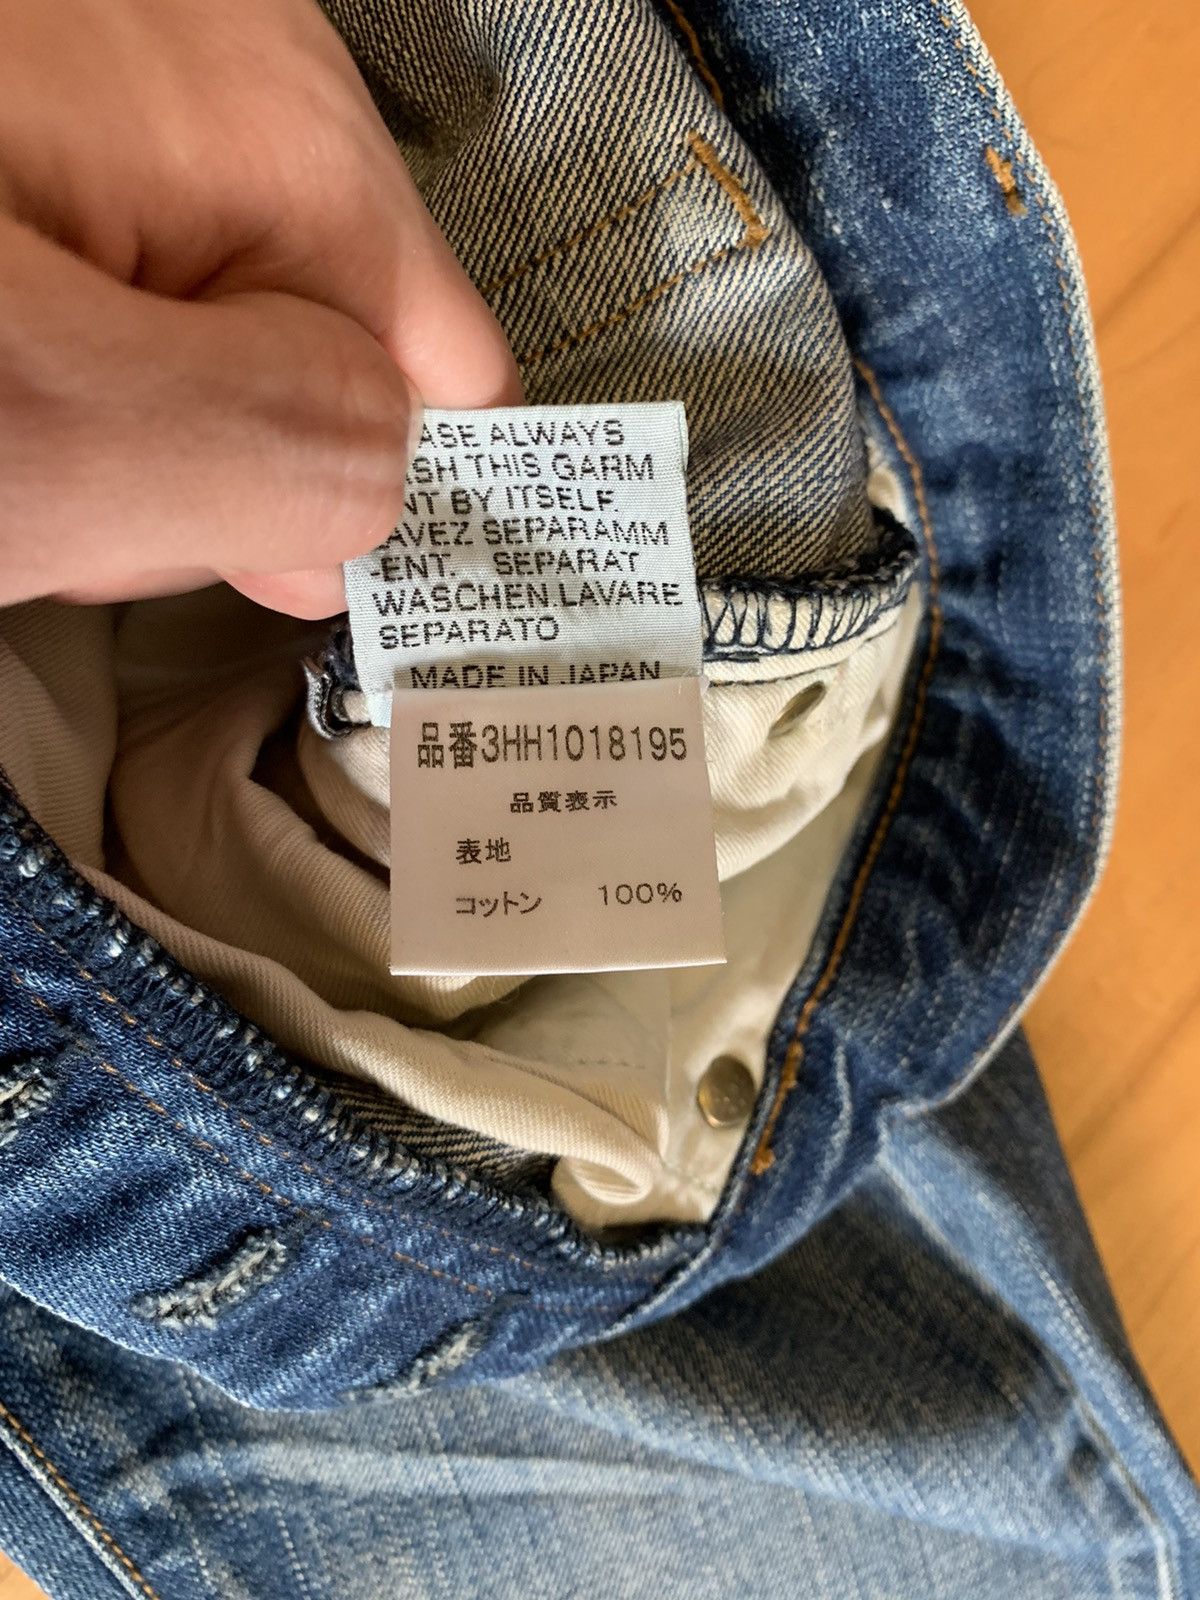 ASE ALWAYS
SH THIS GARM
NT BY ITSELF.
AVEZ SEPARAMM
-ENT. SEPARAT
WASCHEN.LAVARE
SEPARATO
MADE IN JAPAN
品番3HH1018195
品質表示
表地
コットン 100%